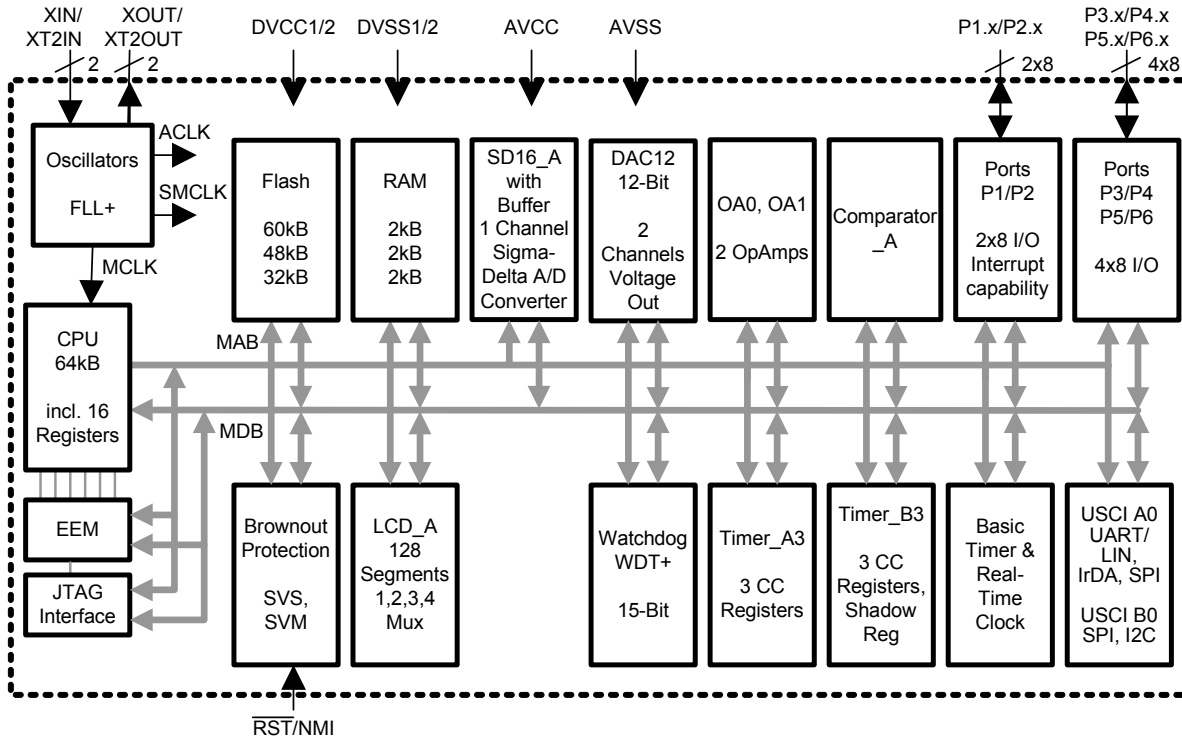 XIN/
XT2IN
XOUT/
XT2OUT
DVCC1/2
DVSS1/2
AVCC
AVSS
P1.x/P2.x
P3.x/P4.x
P5.x/P6.x
2
2
2x8
4x8
Oscillators
FLL+
ACLK
SMCLK
MCLK
Flash
60kB
48kB
32kB
RAM
2kB
2kB
2kB
SD16_A
with
Buffer
1 Channel
Sigma-
Delta A/D
Converter
DAC12
12-Bit
2
Channels
Voltage
Out
OA0, OA1
2 OpAmps
Comparator
_A
Ports
P1/P2
2x8 I/O
Interrupt
capability
Ports
P3/P4
P5/P6
4x8 I/O
CPU
64kB
incl. 16
Registers
MAB
MDB
EEM
JTAG
Interface
Brownout
Protection
SVS,
SVM
LCD_A
128
Segments
1,2,3,4
Mux
Watchdog
WDT+
15-Bit
Timer_A3
3 CC
Registers
Timer_B3
3 CC
Registers,
Shadow
Reg
Basic
Timer &
Real-
Time
Clock
USCI A0
UART/
LIN,
IrDA, SPI
USCI B0
SPI, I2C
RST/NMI